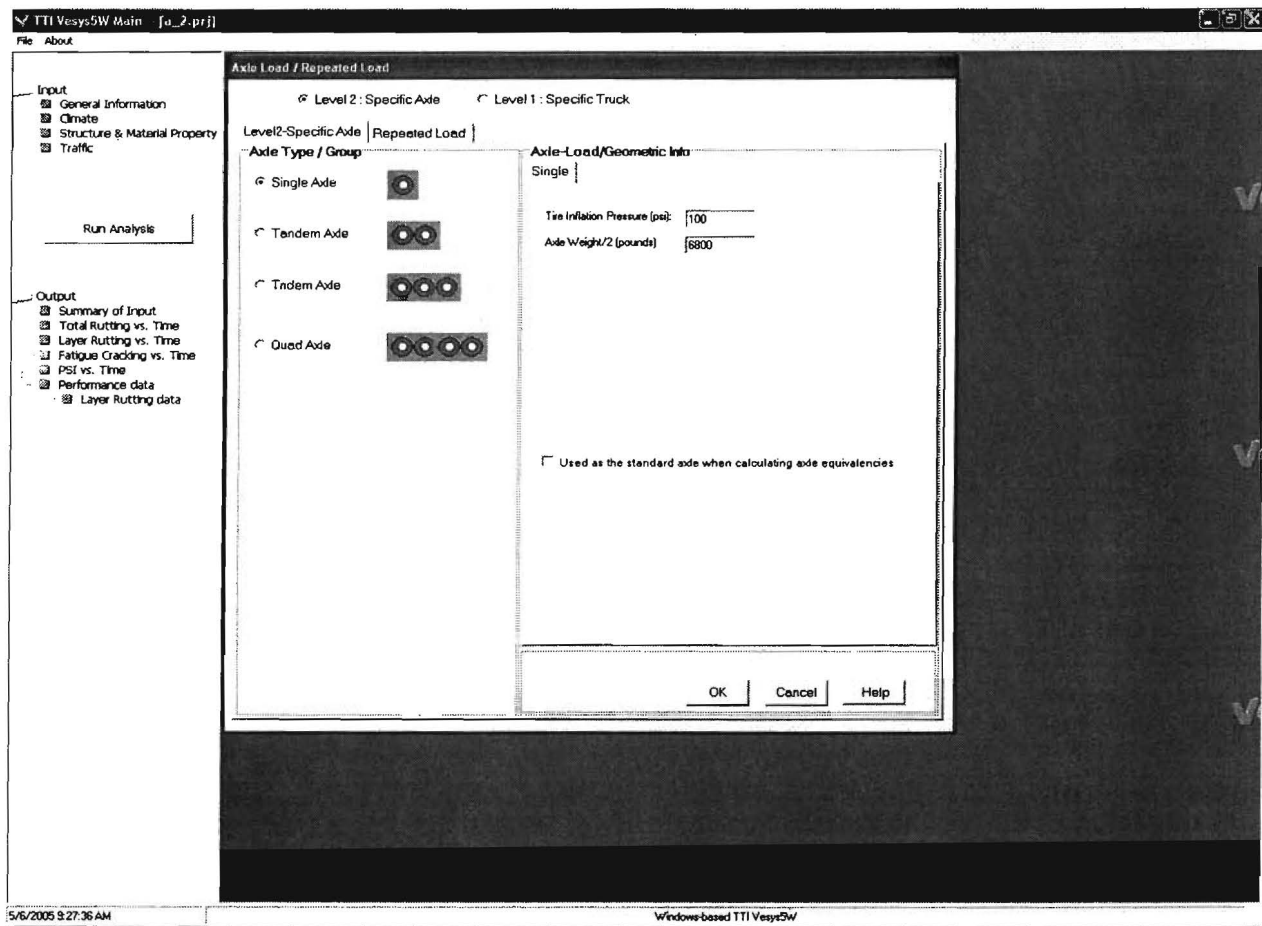 TTI Vesys5W Main - [a_2.prj]
File About
Input
General Information
Climate
Structure & Material Property
Traffic
Run Analysis
Output
Summary of Input
Total Rutting vs. Time
Layer Rutting vs. Time
Fatigue Cracking vs. Time
PSI vs. Time
Performance data
Layer Rutting data
Axle Load / Repeated Load
Level 2 : Specific Axle
Level 1 : Specific Truck
Level2-Specific Axle
Repeated Load
Axle Type / Group
Single Axle
Tandem Axle
Tridem Axle
Quad Axle
Axle-Load/Geometric Info
Single
Tire Inflation Pressure (psi): 100
Axle Weight/2 (pounds) 6800
Used as the standard axle when calculating axle equivalencies
OK Cancel Help
5/6/2005 9:27:36 AM
Windows-based TTI Vesys5W